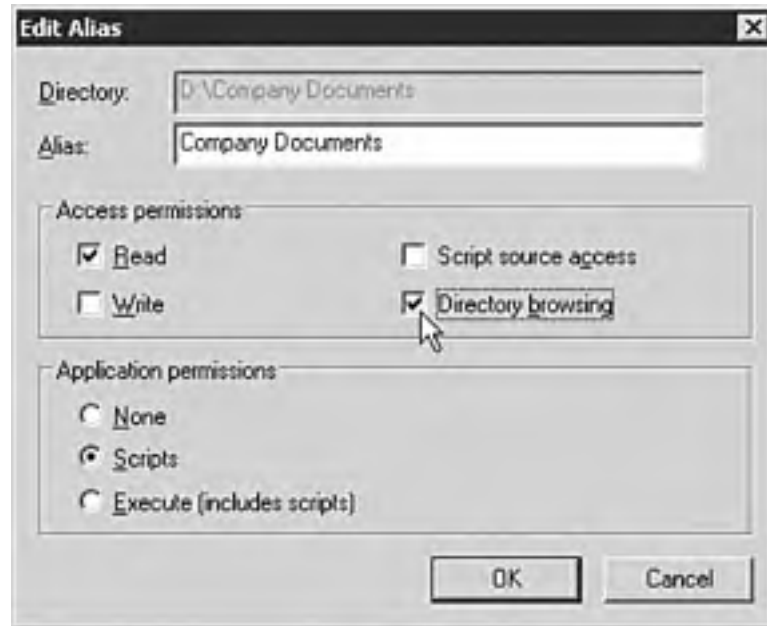 Edit Alias
Directory: D:\Company Documents
Alias: Company Documents
Access permissions
Read Script source access
Write Directory browsing
Application permissions
None
Scripts
Execute (includes scripts)
OK Cancel